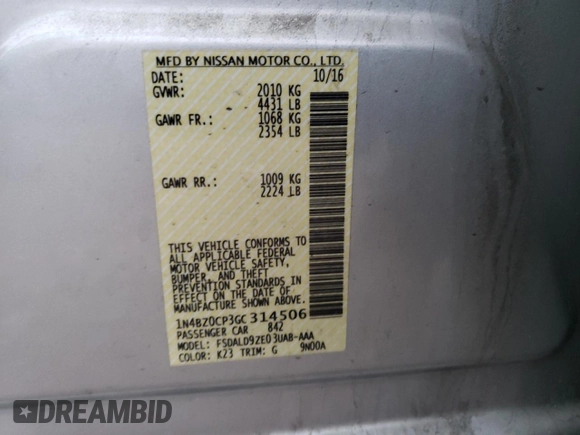 MFD BY NISSAN MOTOR CO., LTD.
DATE: 10/16
GVWR: 2010 KG
4431 LB
GAWR FR.: 1068 KG
2354 LB
GAWR RR.: 1009 KG
2224 LB
THIS VEHICLE CONFORMS TO
ALL APPLICABLE FEDERAL
MOTOR VEHICLE SAFETY,
BUMPER, AND THEFT
PREVENTION STANDARDS IN
EFFECT ON THE DATE OF
MANUFACTURE SHOWN ABOVE.
1N4BZ0CP3GC314506
PASSENGER CAR 842
MODEL: FSDALD9ZE03UAB-AAA
COLOR: K23 TRIM: G 9N00A
DREAMBID